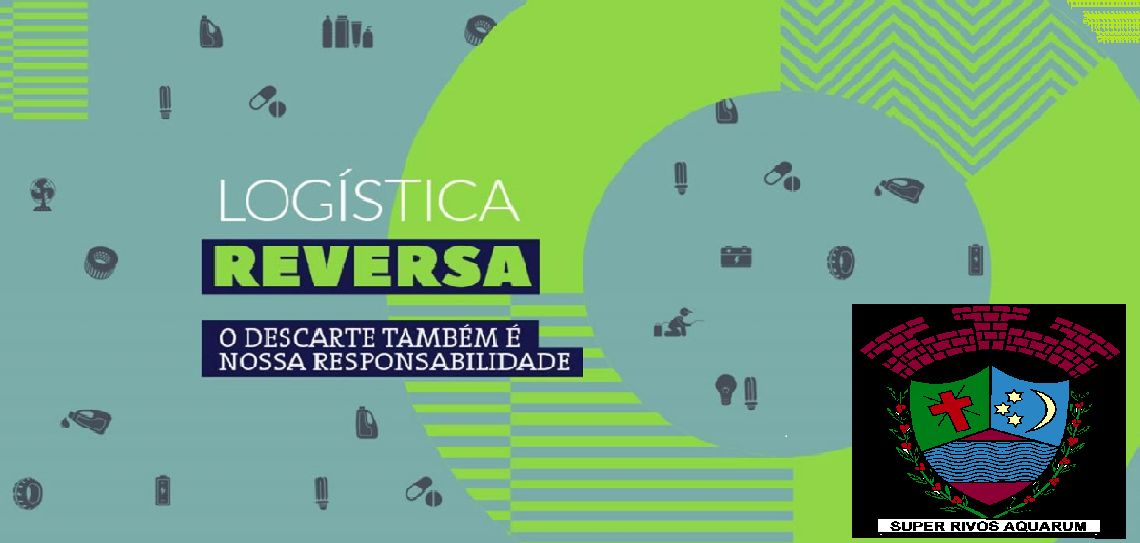 LOGÍSTICA
REVERSA
O DESCARTE TAMBÉM É
NOSSA RESPONSABILIDADE
SUPER RIVOS AQUARUM